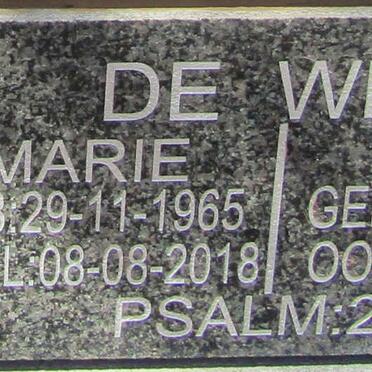 DE
MARIE
:29-11-1965
L:08-08-2018
PSALM:2